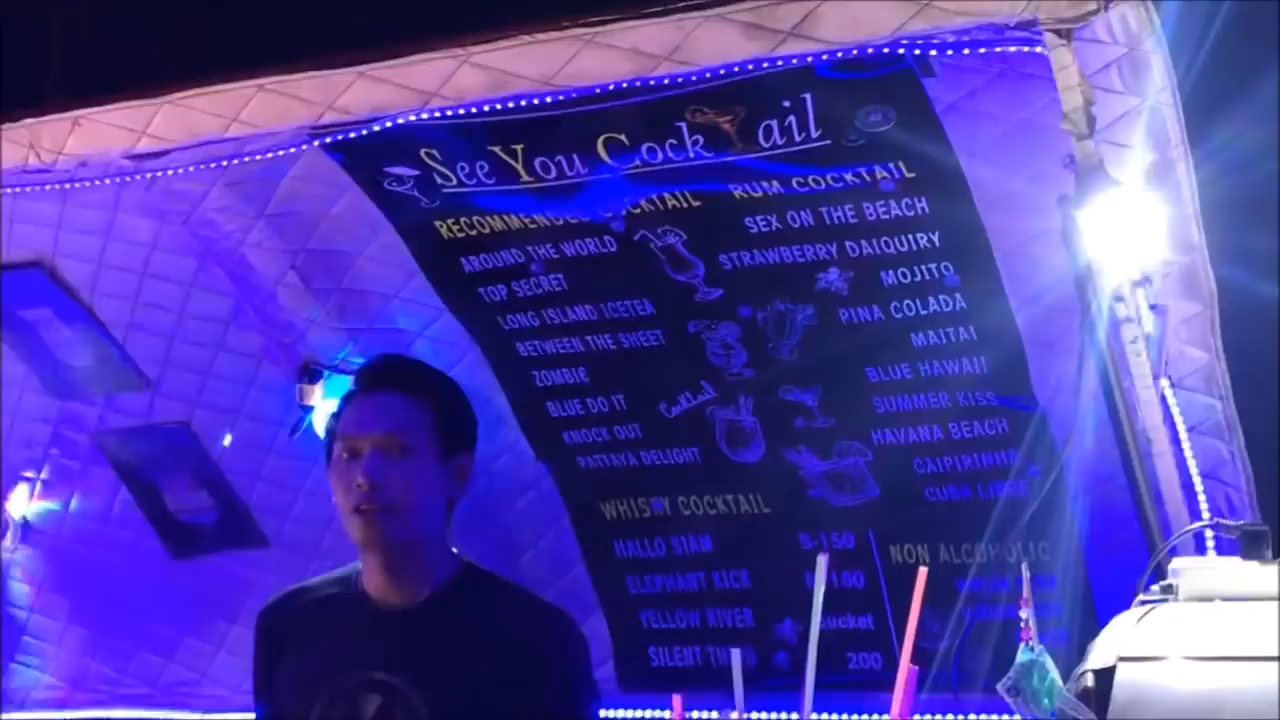 See You Cock Tail
RECOMMENDED COCKTAIL
AROUND THE WORLD
TOP SECRET
LONG ISLAND ICETEA
BETWEEN THE SHEET
ZOMBIE
BLUE DO IT
KNOCK OUT
PATTAYA DELIGHT
Cocktail
RUM COCKTAIL
SEX ON THE BEACH
STRAWBERRY DAIQUIRY
MOJITO
PINA COLADA
MAITAI
BLUE HAWAII
SUMMER KISS
HAVANA BEACH
CAIPIRINHA
CUBA LIBRE
WHISKY COCKTAIL
HALLO SIAM
ELEPHANT KICK
YELLOW RIVER
SILENT
S-150
160
Bucket
200
NON ALCOHOLIC